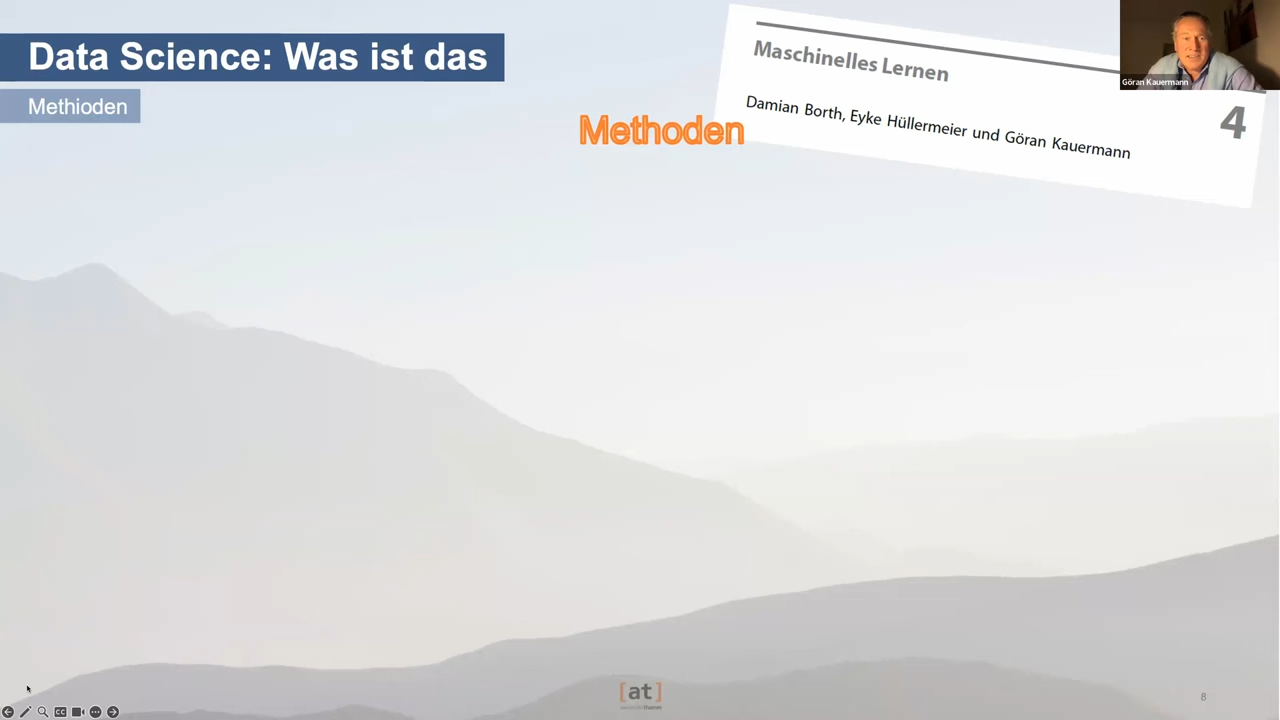 Data Science: Was ist das
Methioden
Methoden
Maschinelles Lernen
Damian Borth, Eyke Hüllermeier und Göran Kauermann
4
Göran Kauermann
[at]
8